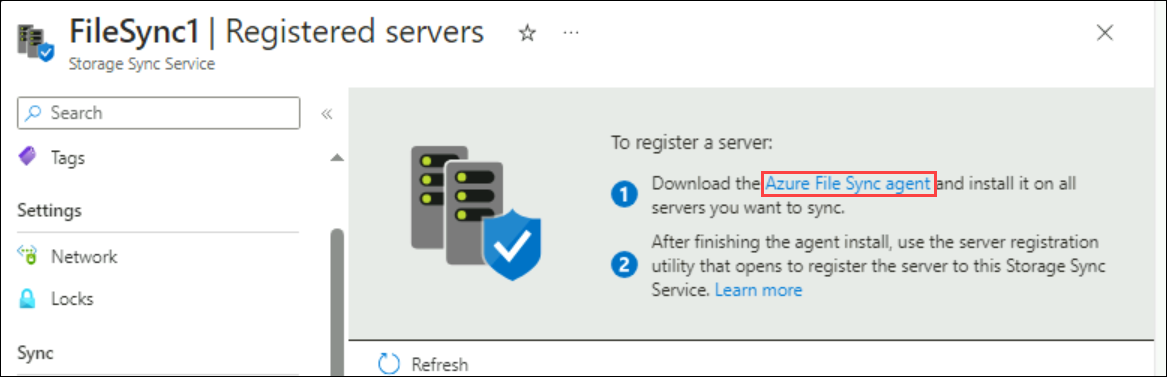 FileSync1 | Registered servers
Storage Sync Service
Search
Tags
Settings
Network
Locks
Sync
To register a server:
1 Download the Azure File Sync agent and install it on all
servers you want to sync.
After finishing the agent install, use the server registration
2 utility that opens to register the server to this Storage Sync
Service. Learn more
Refresh